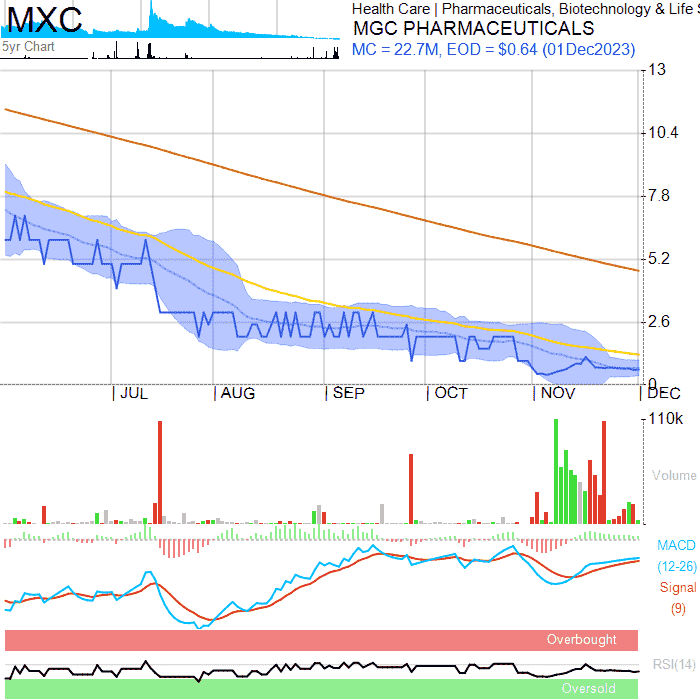 MXC
Health Care | Pharmaceuticals, Biotechnology & Life S
MGC PHARMACEUTICALS
5yr Chart
MC = 22.7M, EOD = $0.64 (01Dec2023)
13
10.4
7.8
5.2
2.6
0
JUL AUG SEP OCT NOV DEC
110k
Volume
MACD
(12-26)
Signal
(9)
Overbought
RSI(14)
Oversold